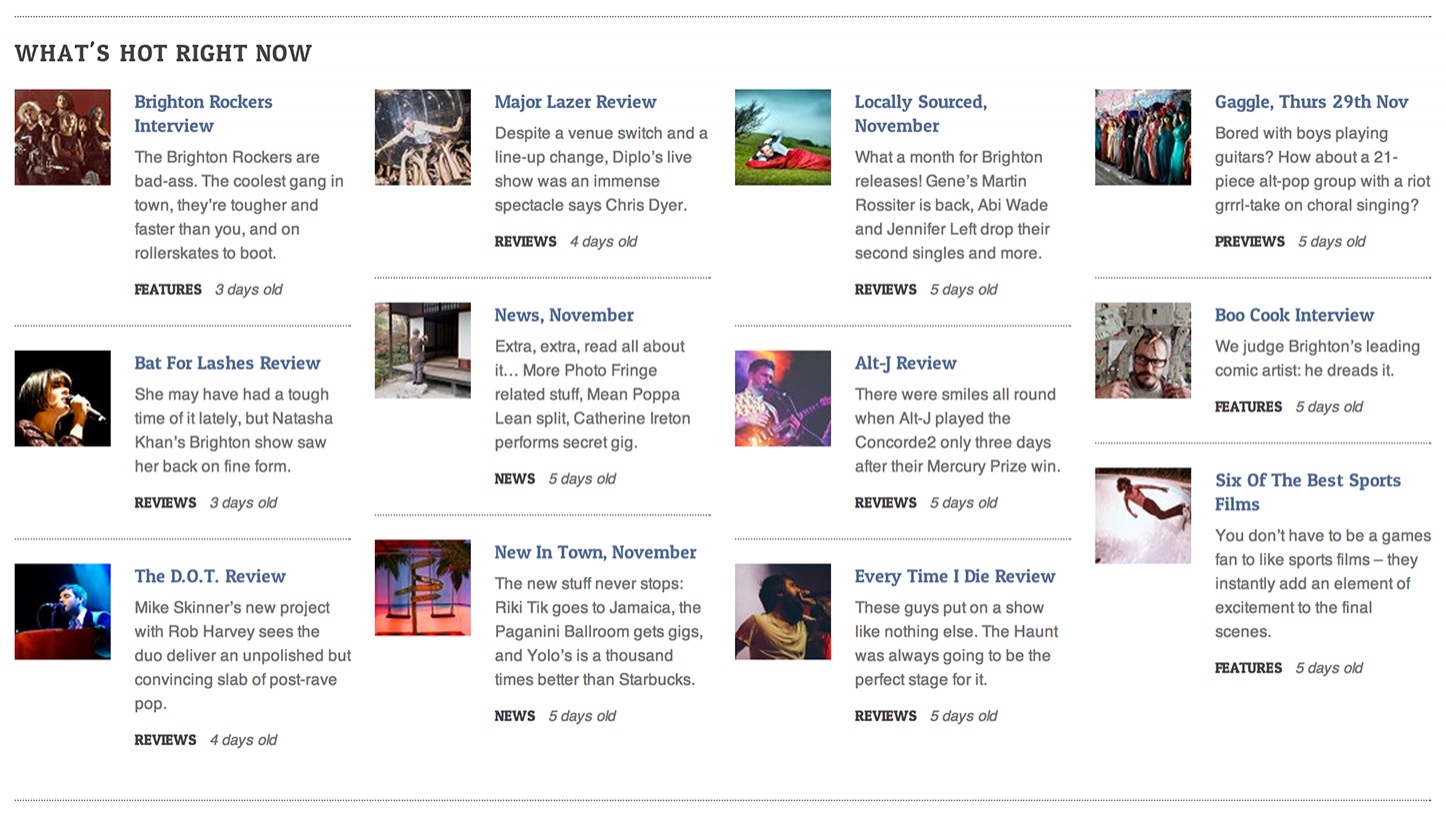 WHAT'S HOT RIGHT NOW
Brighton Rockers
Interview
The Brighton Rockers are
bad-ass. The coolest gang in
town, they're tougher and
faster than you, and on
rollerskates to boot.
FEATURES 3 days old
Bat For Lashes Review
She may have had a tough
time of it lately, but Natasha
Khan's Brighton show saw
her back on fine form.
REVIEWS 3 days old
The D.O.T. Review
Mike Skinner's new project
with Rob Harvey sees the
duo deliver an unpolished but
convincing slab of post-rave
pop.
REVIEWS 4 days old
Major Lazer Review
Despite a venue switch and a
line-up change, Diplo's live
show was an immense
spectacle says Chris Dyer.
REVIEWS 4 days old
News, November
Extra, extra, read all about
it… More Photo Fringe
related stuff, Mean Poppa
Lean split, Catherine Ireton
performs secret gig.
NEWS 5 days old
New In Town, November
The new stuff never stops:
Riki Tik goes to Jamaica, the
Paganini Ballroom gets gigs,
and Yolo's is a thousand
times better than Starbucks.
NEWS 5 days old
Locally Sourced,
November
What a month for Brighton
releases! Gene's Martin
Rossiter is back, Abi Wade
and Jennifer Left drop their
second singles and more.
REVIEWS 5 days old
Alt-J Review
There were smiles all round
when Alt-J played the
Concorde2 only three days
after their Mercury Prize win.
REVIEWS 5 days old
Every Time I Die Review
These guys put on a show
like nothing else. The Haunt
was always going to be the
perfect stage for it.
REVIEWS 5 days old
Gaggle, Thurs 29th Nov
Bored with boys playing
guitars? How about a 21-
piece alt-pop group with a riot
grrrl-take on choral singing?
PREVIEWS 5 days old
Boo Cook Interview
We judge Brighton's leading
comic artist: he dreads it.
FEATURES 5 days old
Six Of The Best Sports
Films
You don't have to be a games
fan to like sports films – they
instantly add an element of
excitement to the final
scenes.
FEATURES 5 days old